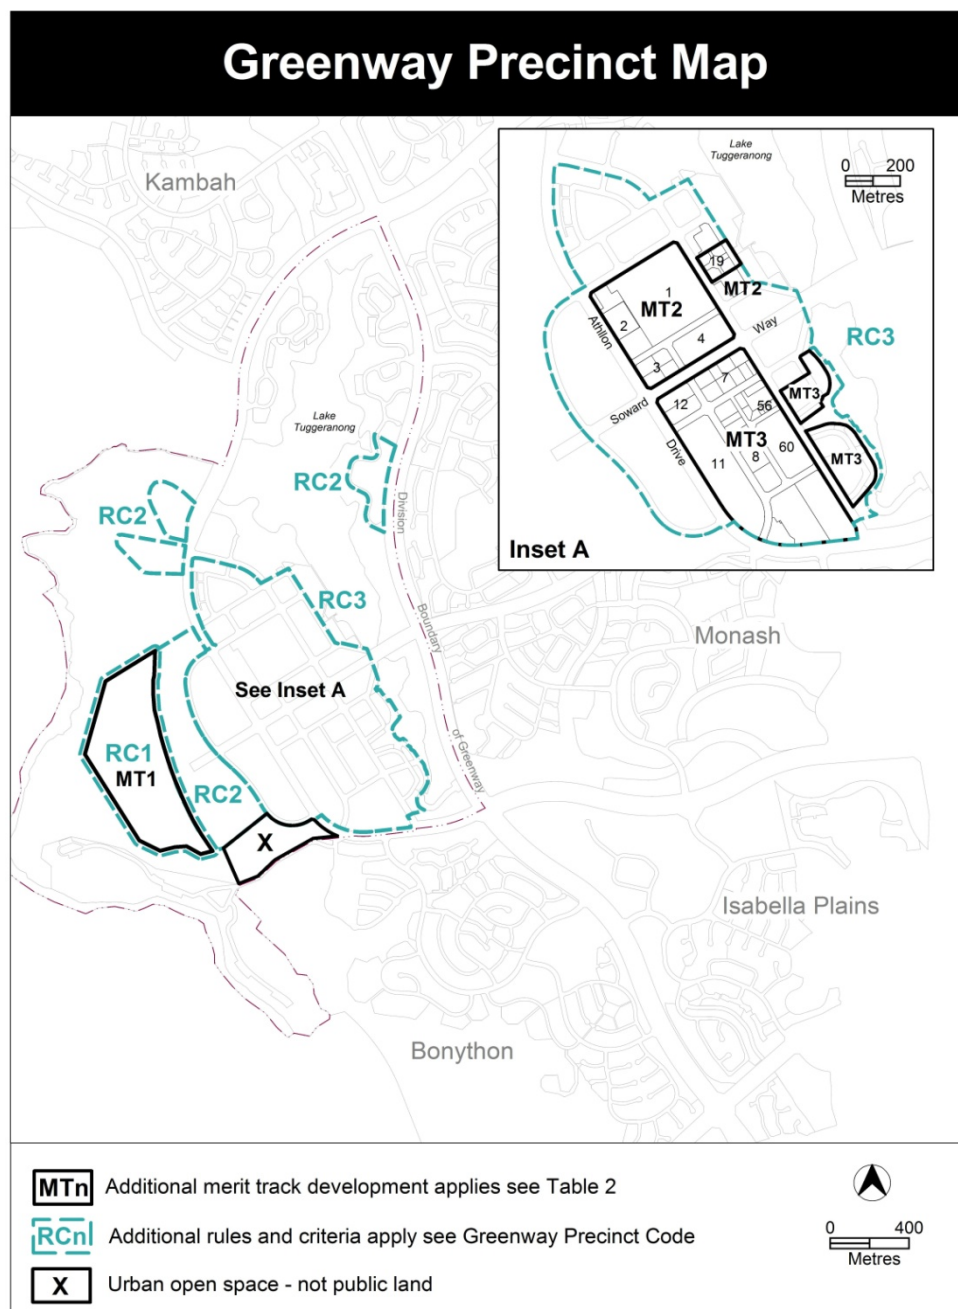 Greenway Precinct Map
Kambah
Lake
Tuggeranong
0 200
Metres
19
MT2
1
MT2
2
4
Way
Athllon
3
RC3
7
MT3
Soward
12
56
MT3
Drive
11
8
60
MT3
Inset A
Lake
Tuggeranong
RC2
RC2
Division
RC3
Boundary
Monash
See Inset A
of Greenway
RC1
MT1
RC2
X
Isabella Plains
Bonython
MTn Additional merit track development applies see Table 2
RCn Additional rules and criteria apply see Greenway Precinct Code
X Urban open space - not public land
0 400
Metres